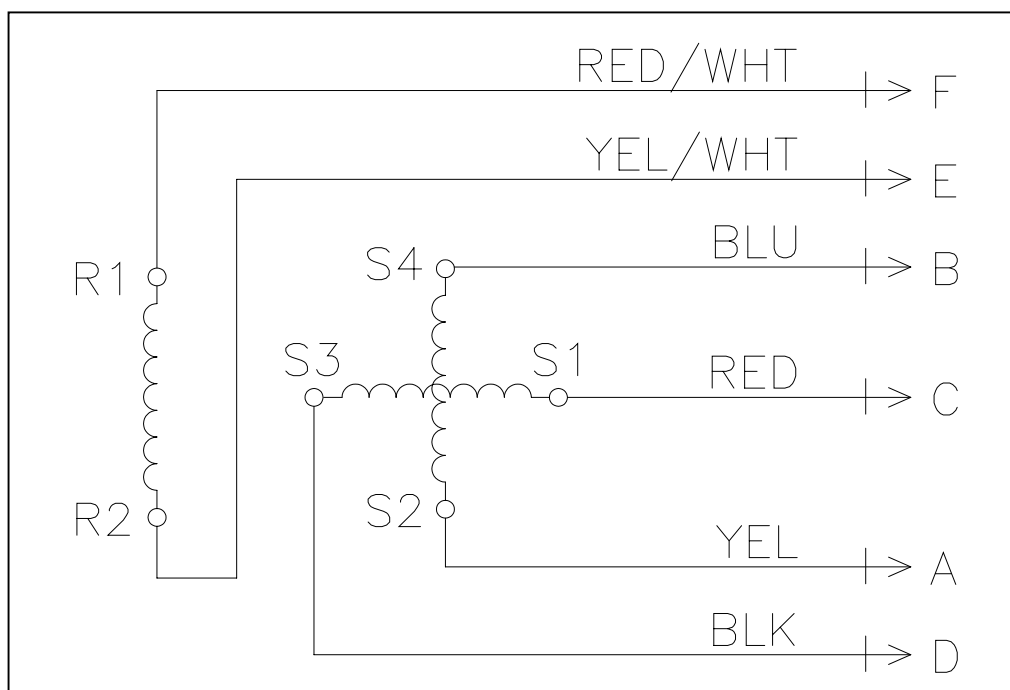 RED/WHT F
YEL/WHT E
BLU B
R1 S4
S3 S1 RED C
R2 S2
YEL A
BLK D